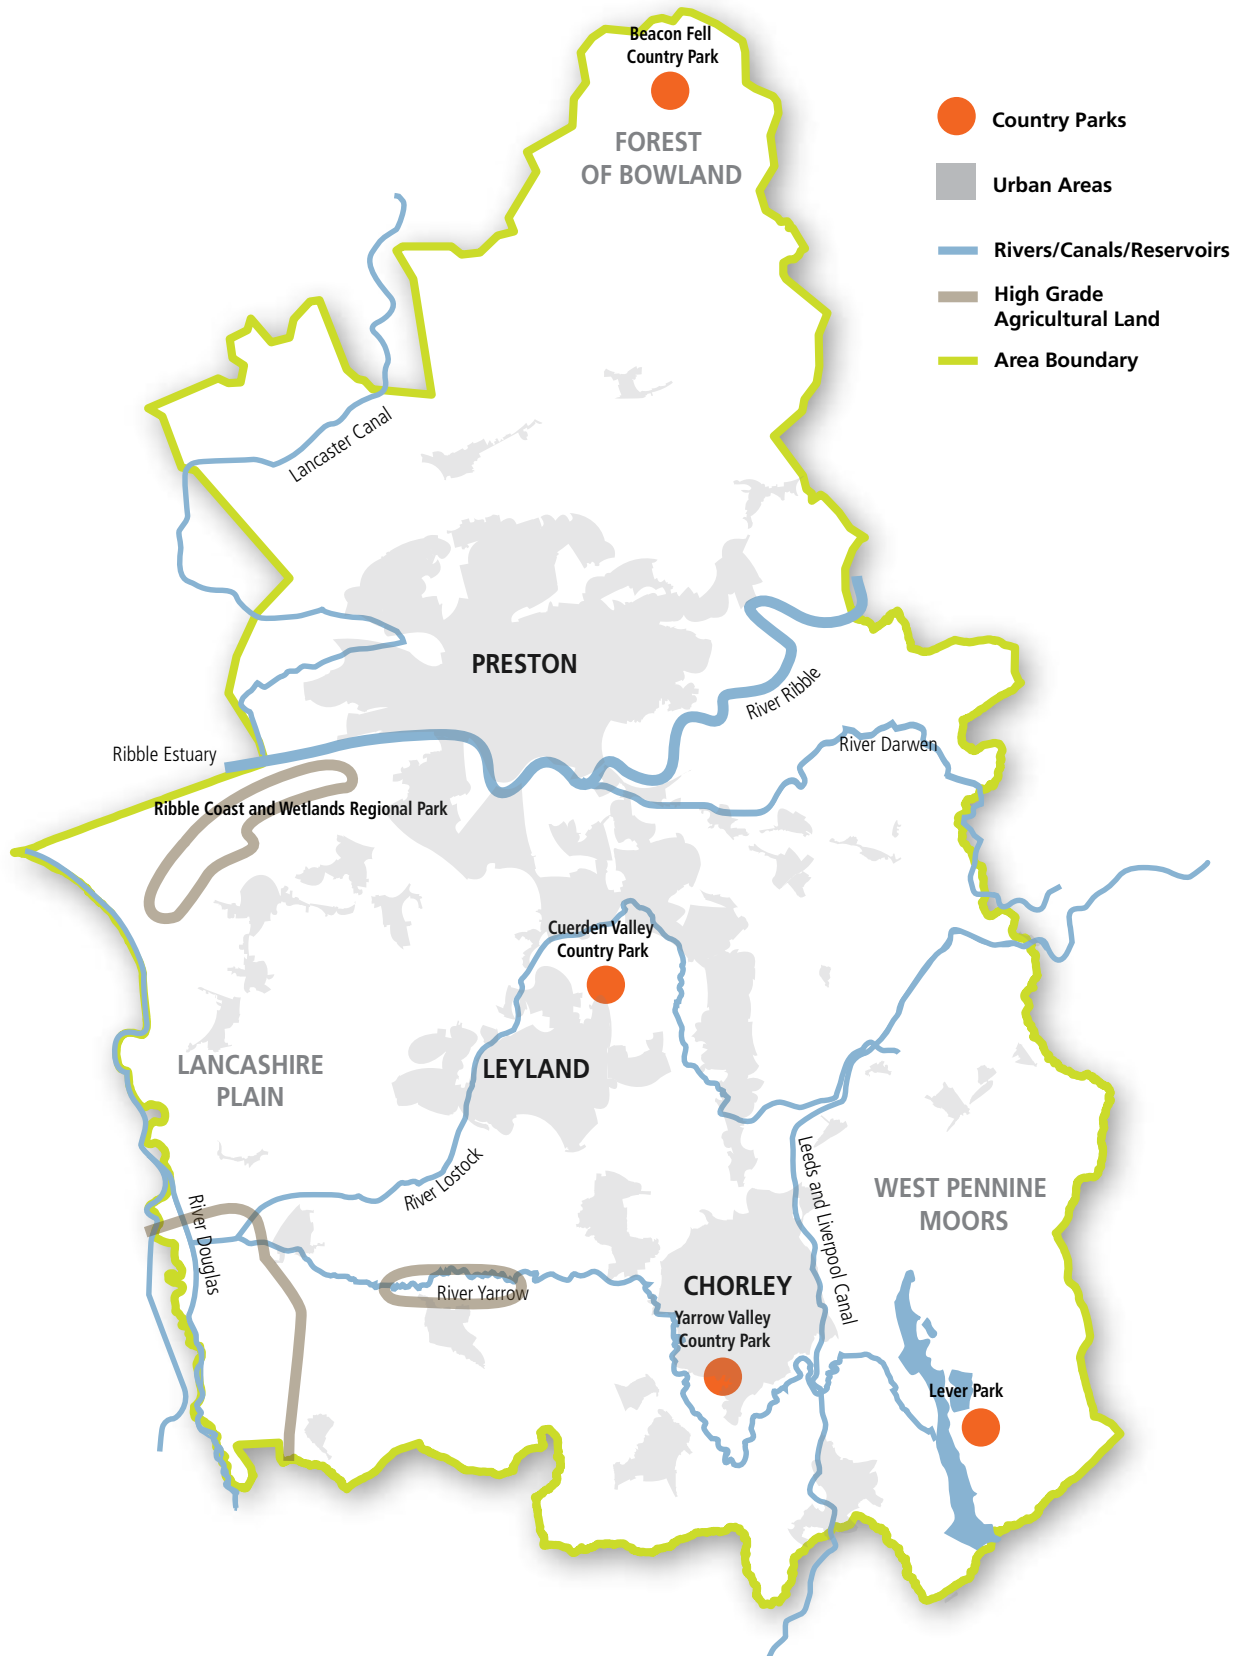 Beacon Fell
Country Park
FOREST
OF BOWLAND
Country Parks
Urban Areas
Rivers/Canals/Reservoirs
High Grade
Agricultural Land
Area Boundary
Lancaster Canal
PRESTON
River Ribble
River Darwen
Ribble Estuary
Ribble Coast and Wetlands Regional Park
Cuerden Valley
Country Park
LEYLAND
LANCASHIRE
PLAIN
River Lostock
River Douglas
Leeds and Liverpool Canal
WEST PENNINE
MOORS
River Yarrow
CHORLEY
Yarrow Valley
Country Park
Lever Park